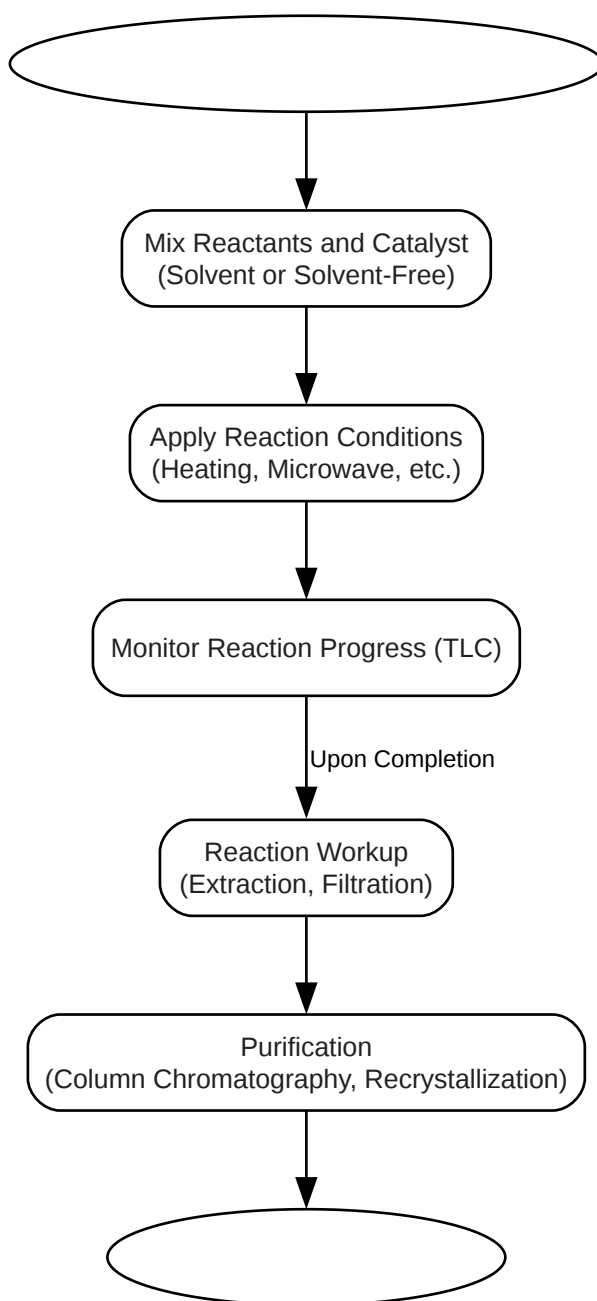 Mix Reactants and Catalyst
(Solvent or Solvent-Free)
Apply Reaction Conditions
(Heating, Microwave, etc.)
Monitor Reaction Progress (TLC)
Upon Completion
Reaction Workup
(Extraction, Filtration)
Purification
(Column Chromatography, Recrystallization)